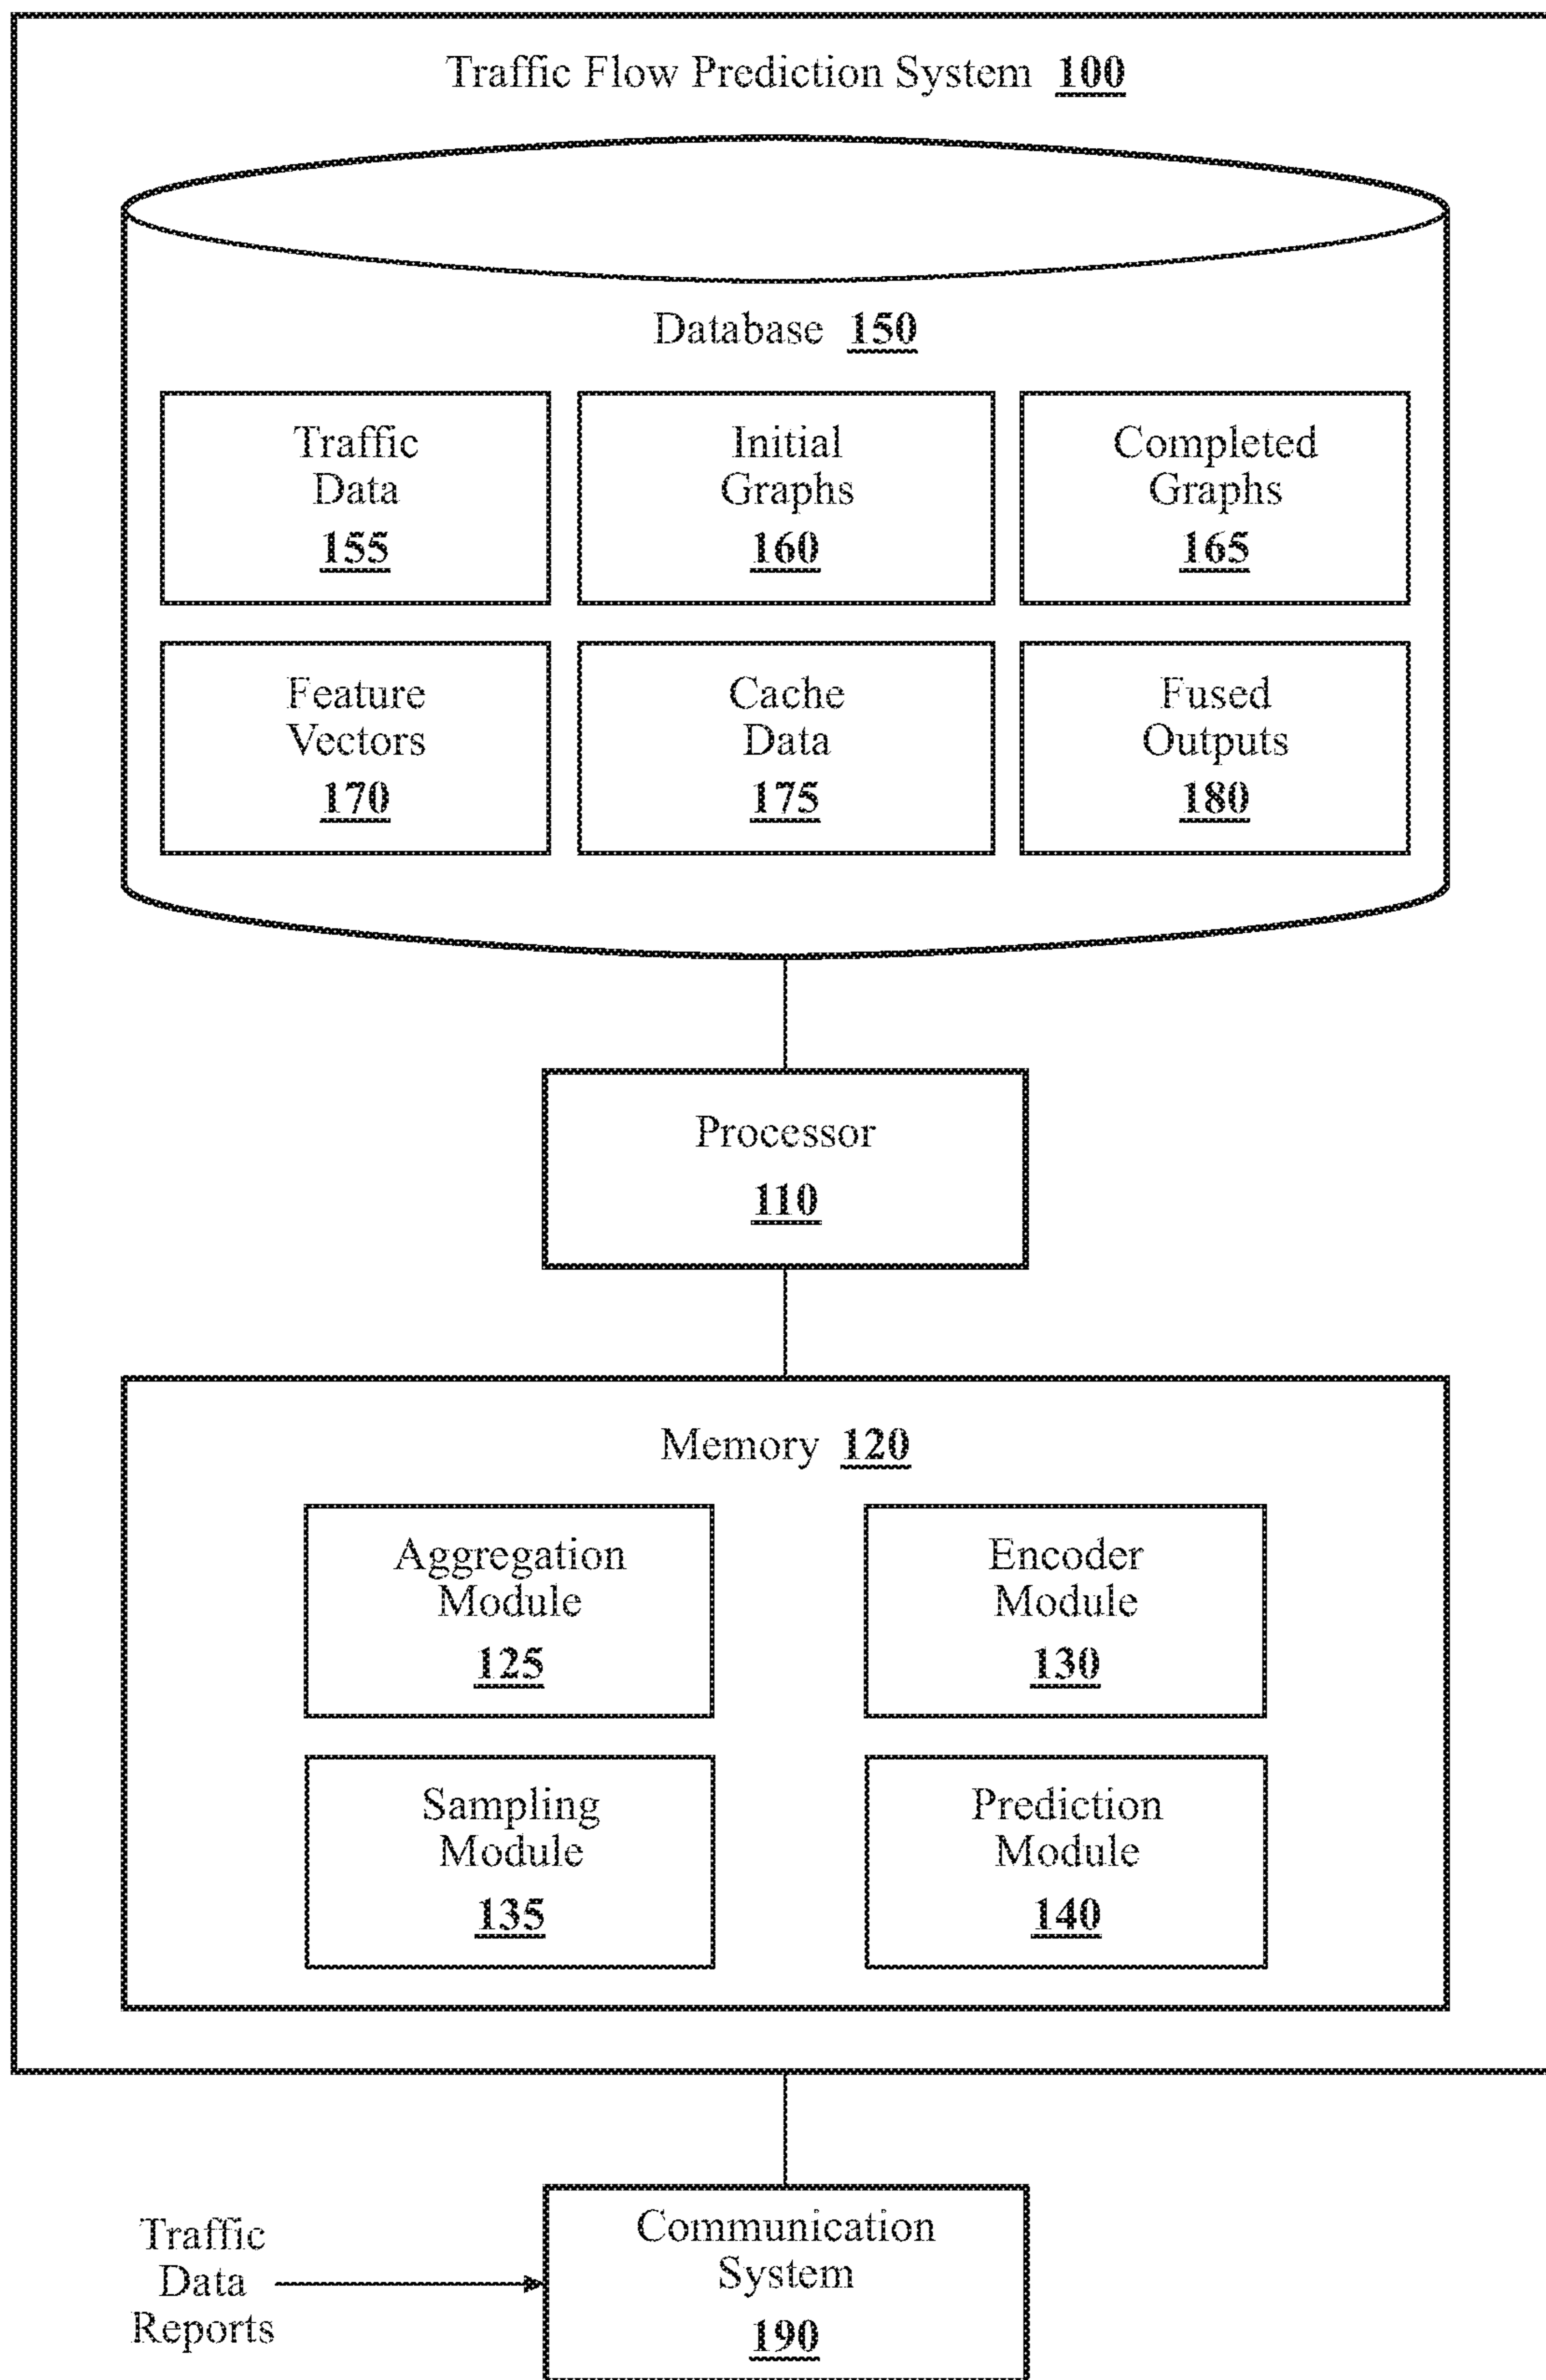 Traffic Flow Prediction System 100
Database 150
Traffic
Data
155
Initial
Graphs
160
Completed
Graphs
165
Feature
Vectors
170
Cache
Data
175
Fused
Outputs
180
Processor
110
Memory 120
Aggregation
Module
125
Encoder
Module
130
Sampling
Module
135
Prediction
Module
140
Traffic
Data
Reports
Communication
System
190